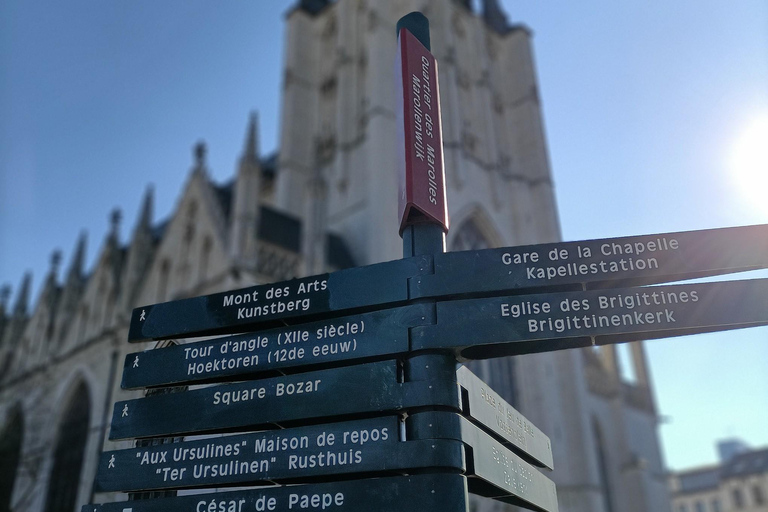 Quartier des Marolles
Marollenwijk
Gare de la Chapelle
Kapellestation
Mont des Arts
Kunstberg
Eglise des Brigittines
Brigittinenkerk
Tour d'angle (XIIe siècle)
Hoektoren (12de eeuw)
Square Bozar
"Aux Ursulines" Maison de repos
"Ter Ursulinen" Rusthuis
César de Paepe